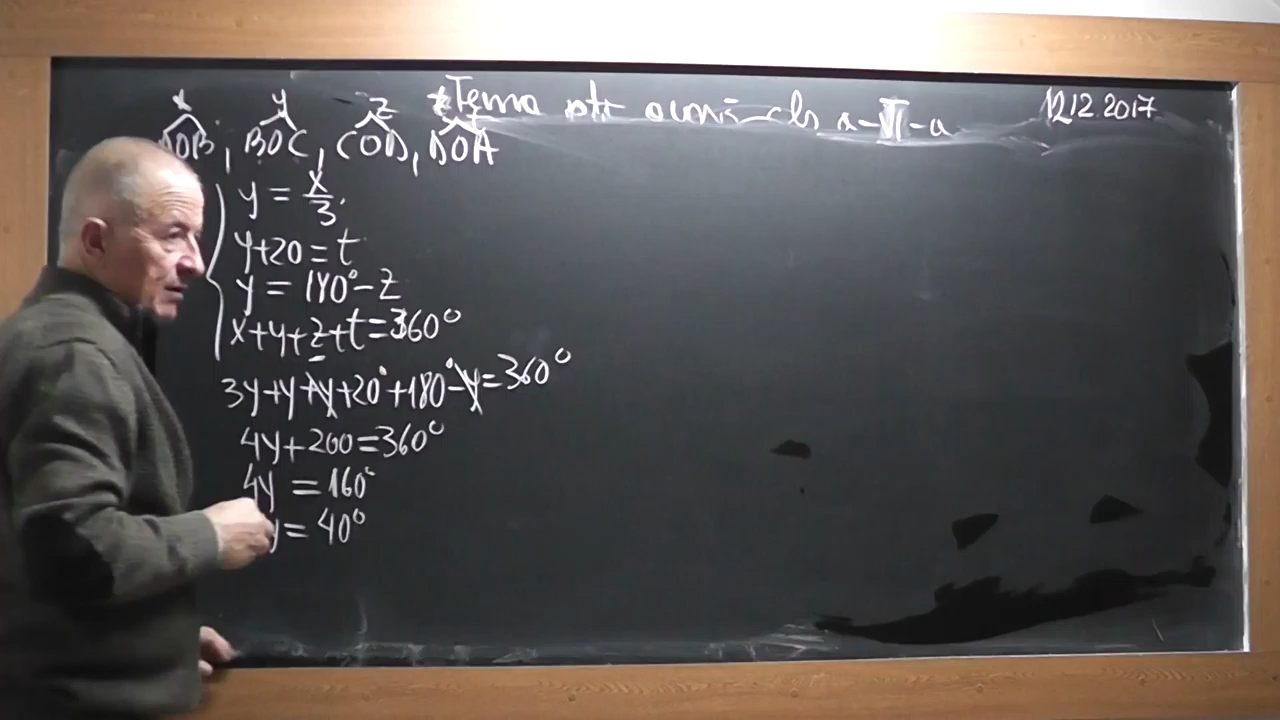 x y z t
AOB, BOC, COD, DOA
Tema ptr acasă cls a-VI-a
12.12.2017
y = x/3
y+20 = t
y = 180° - z
x+y+z+t=360°
3y+y+y+20°+180°-y=360°
4y+200=360°
4y = 160°
y = 40°